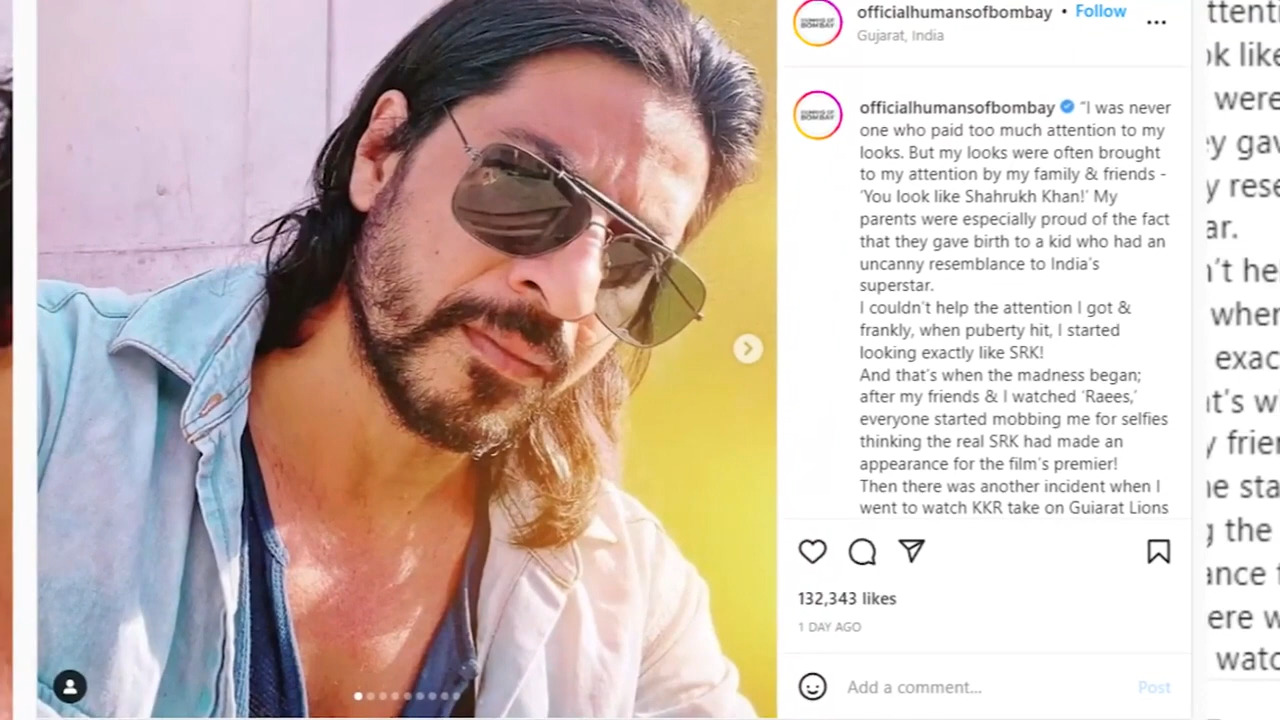 officialhumansofbombay • Follow
Gujarat, India
officialhumansofbombay “I was never
one who paid too much attention to my
looks. But my looks were often brought
to my attention by my family & friends -
‘You look like Shahrukh Khan!’ My
parents were especially proud of the fact
that they gave birth to a kid who had an
uncanny resemblance to India’s
superstar.
I couldn’t help the attention I got &
frankly, when puberty hit, I started
looking exactly like SRK!
And that’s when the madness began;
after my friends & I watched ‘Raees,’
everyone started mobbing me for selfies
thinking the real SRK had made an
appearance for the film’s premier!
Then there was another incident when I
went to watch KKR take on Gujarat Lions
132,343 likes
1 DAY AGO
Add a comment...
Post